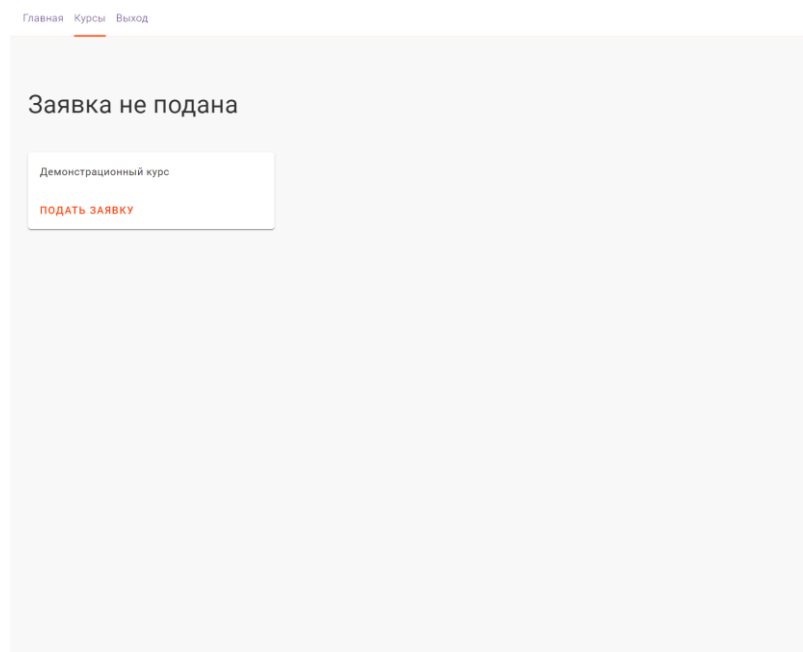 Главная Курсы Выход
Заявка не подана
Демонстрационный курс
ПОДАТЬ ЗАЯВКУ